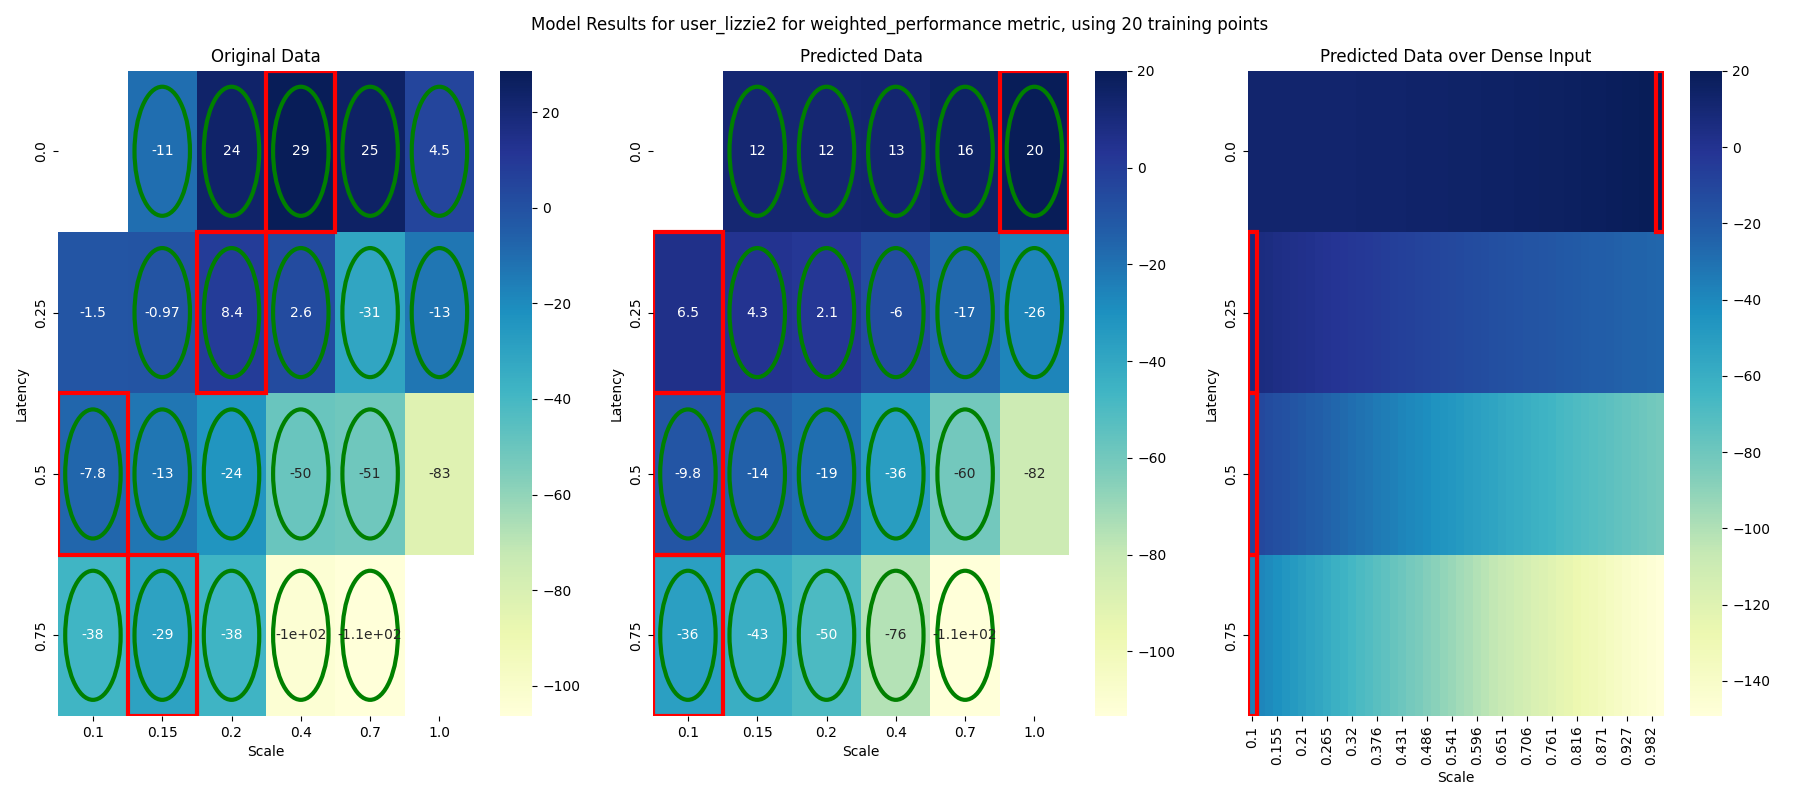 Model Results for user_lizzie2 for weighted_performance metric, using 20 training points
Original Data
Latency
0.0
0.25
0.5
0.75
-11 24 29 25 4.5
-1.5 -0.97 8.4 2.6 -31 -13
-7.8 -13 -24 -50 -51 -83
-38 -29 -38 -1e+02 -1.1e+02
0.1 0.15 0.2 0.4 0.7 1.0
Scale
20
0
−20
−40
−60
−80
−100
Predicted Data
Latency
0.0
0.25
0.5
0.75
12 12 13 16 20
6.5 4.3 2.1 -6 -17 -26
-9.8 -14 -19 -36 -60 -82
-36 -43 -50 -76 -1.1e+02
0.1 0.15 0.2 0.4 0.7 1.0
Scale
20
0
−20
−40
−60
−80
−100
Predicted Data over Dense Input
Latency
0.0
0.25
0.5
0.75
0.1 0.155 0.21 0.265 0.32 0.376 0.431 0.486 0.541 0.596 0.651 0.706 0.761 0.816 0.871 0.927 0.982
Scale
20
0
−20
−40
−60
−80
−100
−120
−140